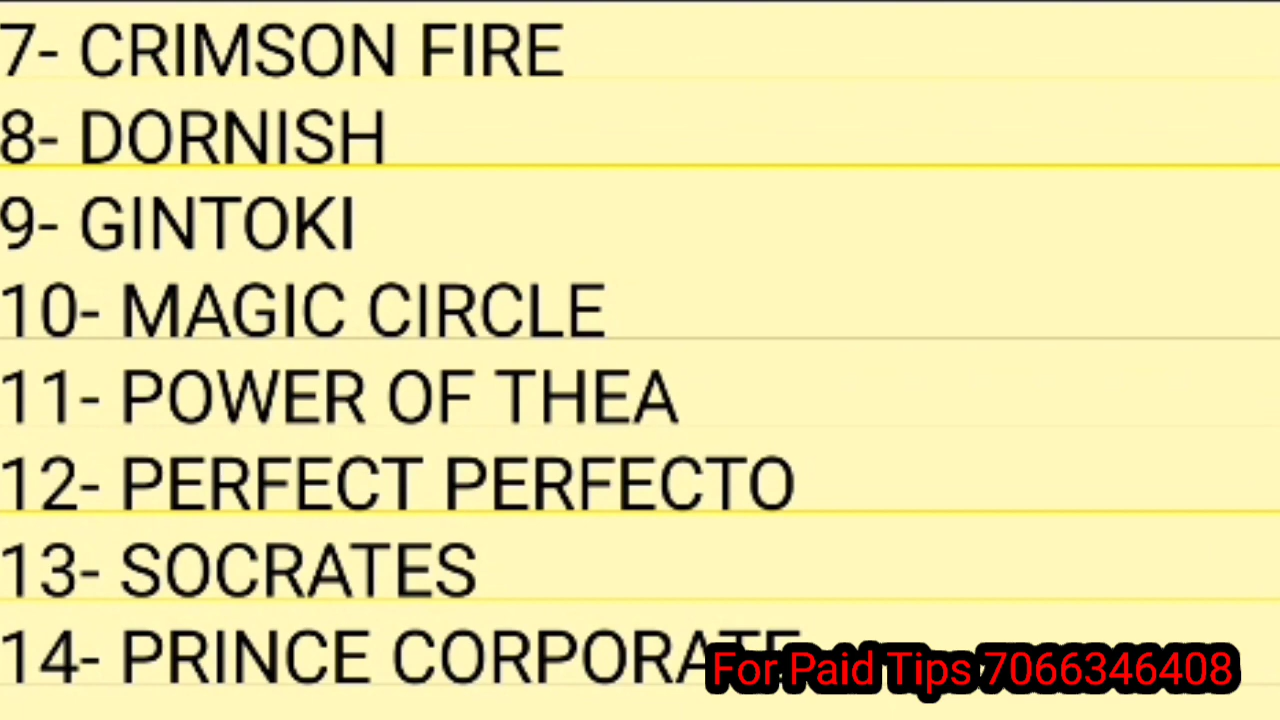 7- CRIMSON FIRE
8- DORNISH
9- GINTOKI
10- MAGIC CIRCLE
11- POWER OF THEA
12- PERFECT PERFECTO
13- SOCRATES
14- PRINCE CORPORATE
For Paid Tips 7066346408